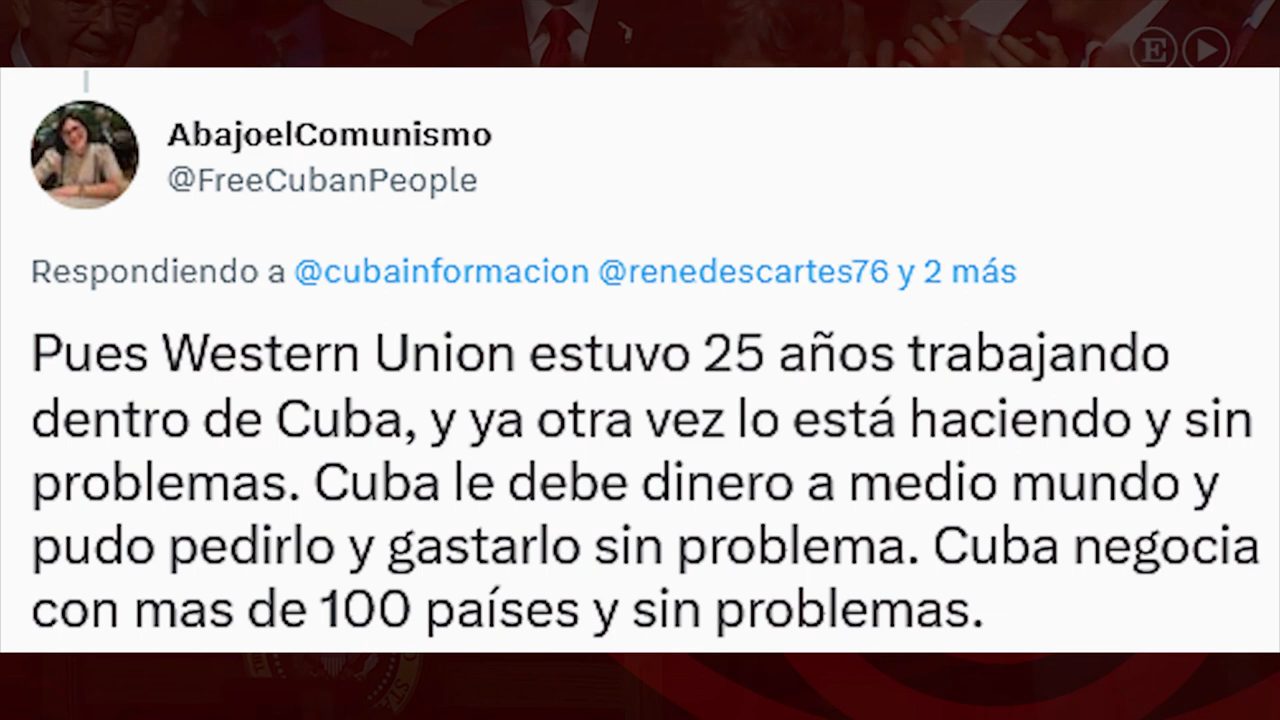 E
AbajoelComunismo
@FreeCubanPeople
Respondiendo a @cubainformacion @renedescartes76 y 2 más
Pues Western Union estuvo 25 años trabajando
dentro de Cuba, y ya otra vez lo está haciendo y sin
problemas. Cuba le debe dinero a medio mundo y
pudo pedirlo y gastarlo sin problema. Cuba negocia
con mas de 100 países y sin problemas.